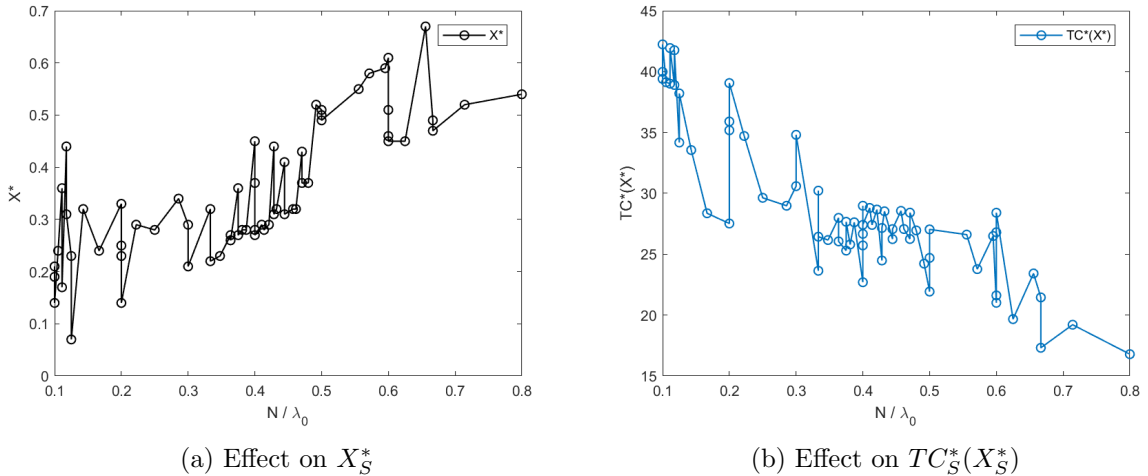 0.7
0.6
0.5
0.4
0.3
0.2
0.1
0
X*
X*
0.1 0.2 0.3 0.4 0.5 0.6 0.7 0.8
N / λ₀
(a) Effect on X*_S
45
40
35
30
25
20
15
TC*(X*)
TC*(X*)
0.1 0.2 0.3 0.4 0.5 0.6 0.7 0.8
N / λ₀
(b) Effect on TC*_S(X*_S)